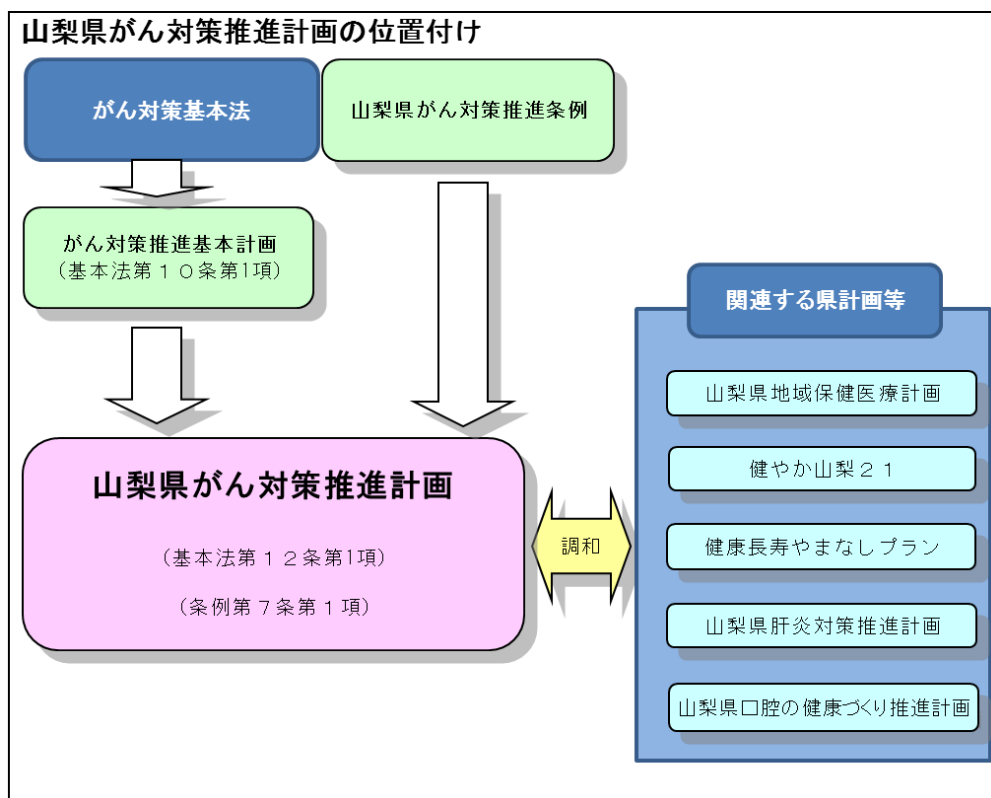 山梨県がん対策推進計画の位置付け
がん対策基本法
山梨県がん対策推進条例
がん対策推進基本計画
(基本法第１０条第1項)
山梨県がん対策推進計画
(基本法第１２条第1項)
(条例第７条第１項)
調和
関連する県計画等
山梨県地域保健医療計画
健やか山梨２１
健康長寿やまなしプラン
山梨県肝炎対策推進計画
山梨県口腔の健康づくり推進計画